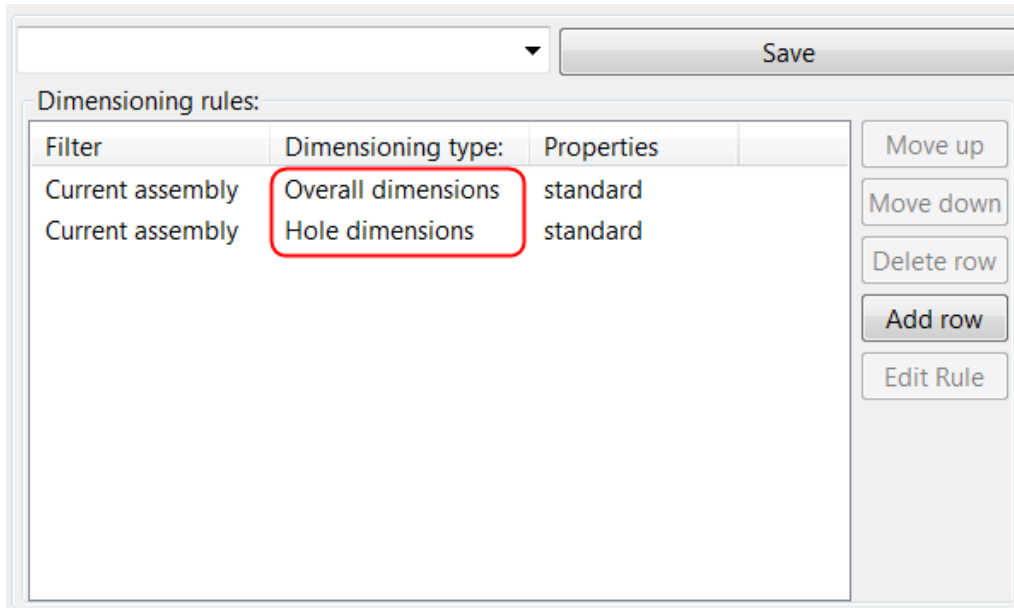 Save
Dimensioning rules:
Filter Dimensioning type: Properties
Current assembly Overall dimensions standard
Current assembly Hole dimensions standard
Move up
Move down
Delete row
Add row
Edit Rule